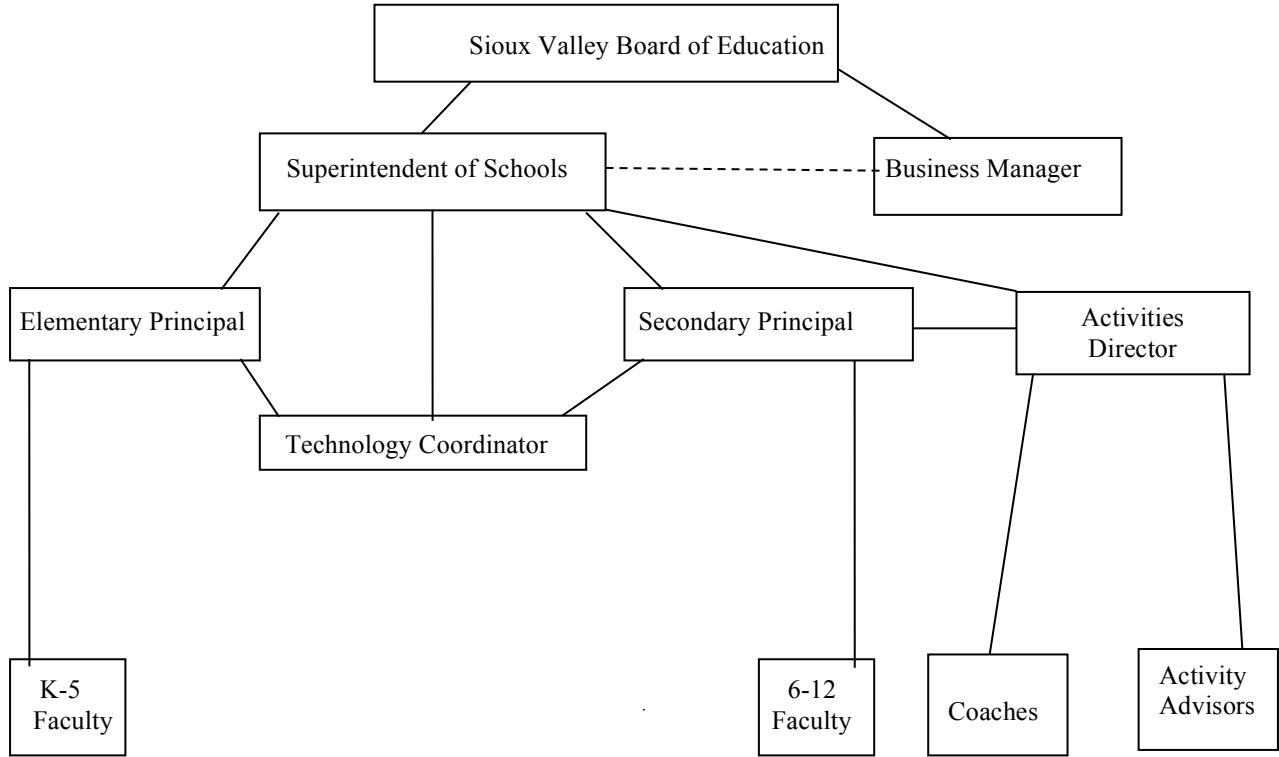 Sioux Valley Board of Education
Superintendent of Schools
Business Manager
Elementary Principal
Secondary Principal
Activities
Director
Technology Coordinator
K-5
Faculty
6-12
Faculty
Coaches
Activity
Advisors